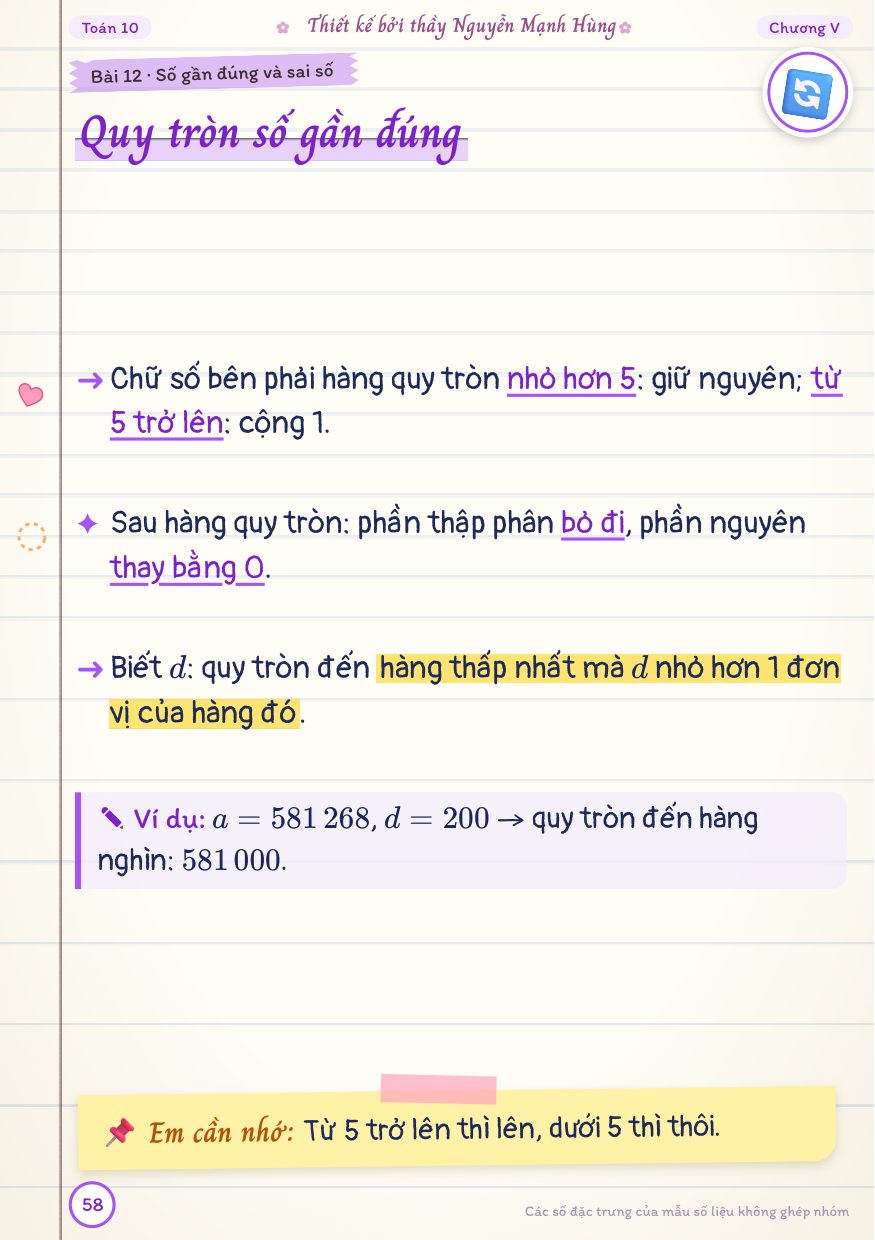 Toán 10
Thiết kế bởi thầy Nguyễn Mạnh Hùng
Chương V
Bài 12 · Số gần đúng và sai số
Quy tròn số gần đúng
→ Chữ số bên phải hàng quy tròn nhỏ hơn 5: giữ nguyên; từ
5 trở lên: cộng 1.
✦ Sau hàng quy tròn: phần thập phân bỏ đi, phần nguyên
thay bằng 0.
→ Biết d: quy tròn đến hàng thấp nhất mà d nhỏ hơn 1 đơn
vị của hàng đó.
Ví dụ: a = 581 268, d = 200 → quy tròn đến hàng
nghìn: 581 000.
Em cần nhớ: Từ 5 trở lên thì lên, dưới 5 thì thôi.
58
Các số đặc trưng của mẫu số liệu không ghép nhóm